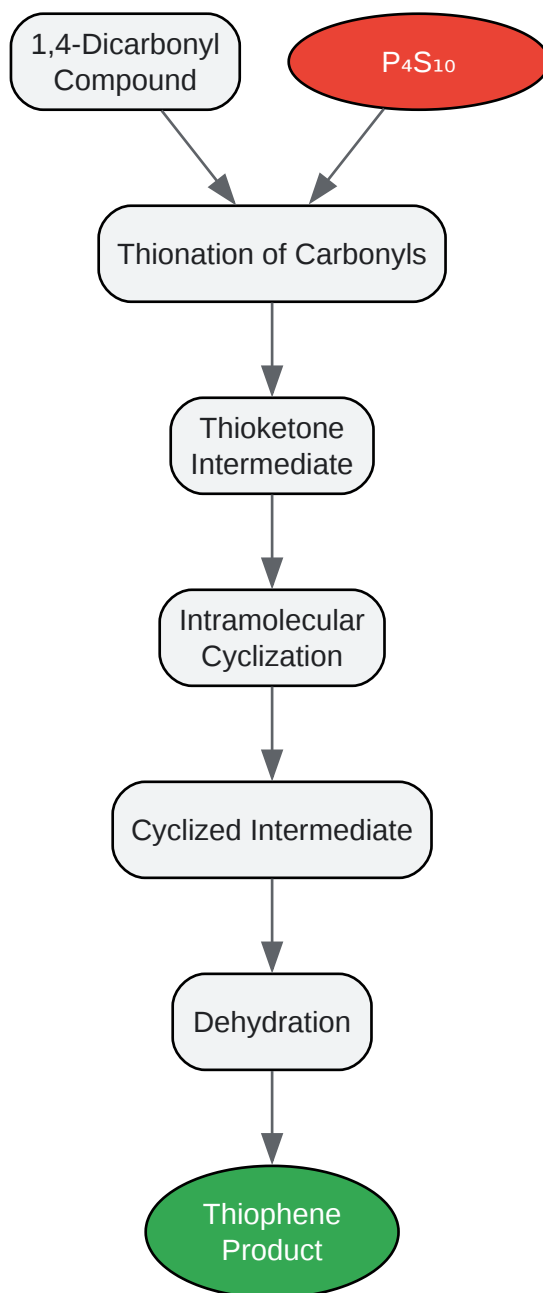 1,4-Dicarbonyl
Compound
P₄S₁₀
Thionation of Carbonyls
Thioketone
Intermediate
Intramolecular
Cyclization
Cyclized Intermediate
Dehydration
Thiophene
Product